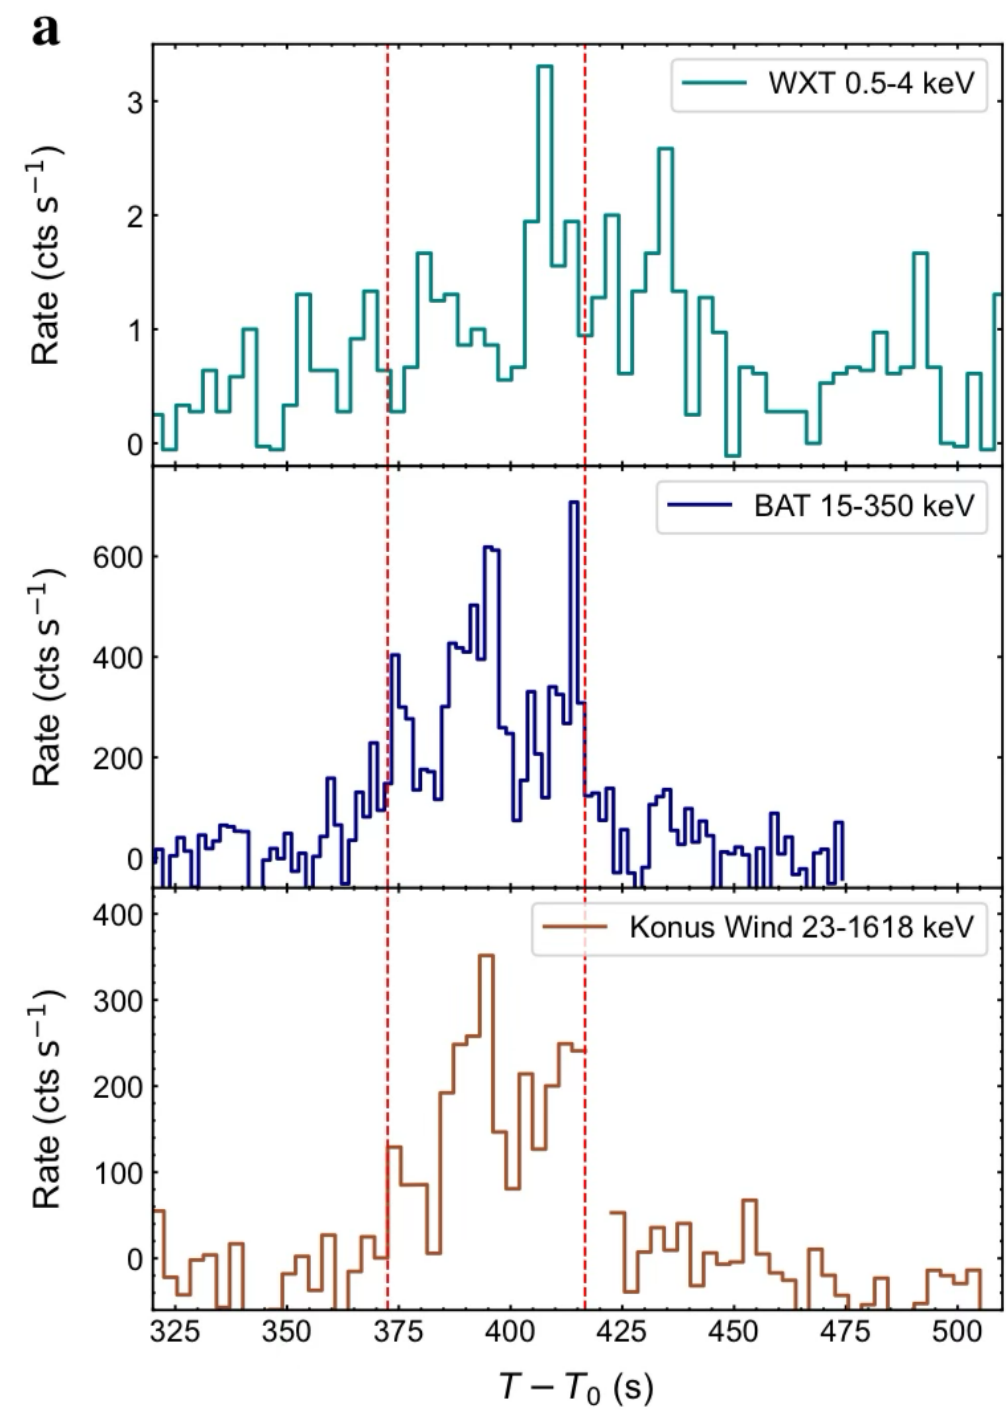 a
WXT 0.5-4 keV
3
2
1
0
Rate (cts s⁻¹)
BAT 15-350 keV
600
400
200
0
Rate (cts s⁻¹)
Konus Wind 23-1618 keV
400
300
200
100
0
Rate (cts s⁻¹)
325 350 375 400 425 450 475 500
T − T₀ (s)